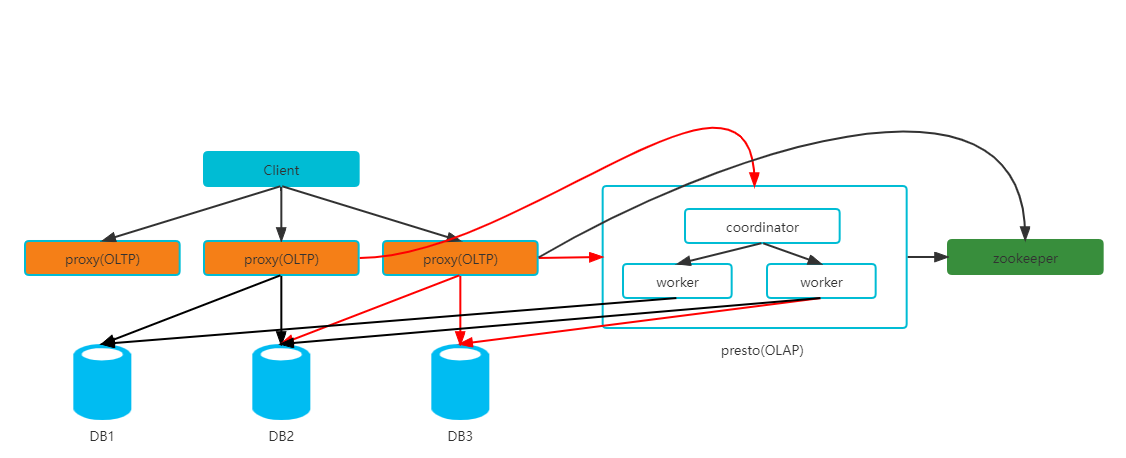 Client
proxy(OLTP)
proxy(OLTP)
proxy(OLTP)
coordinator
worker
worker
zookeeper
presto(OLAP)
DB1
DB2
DB3